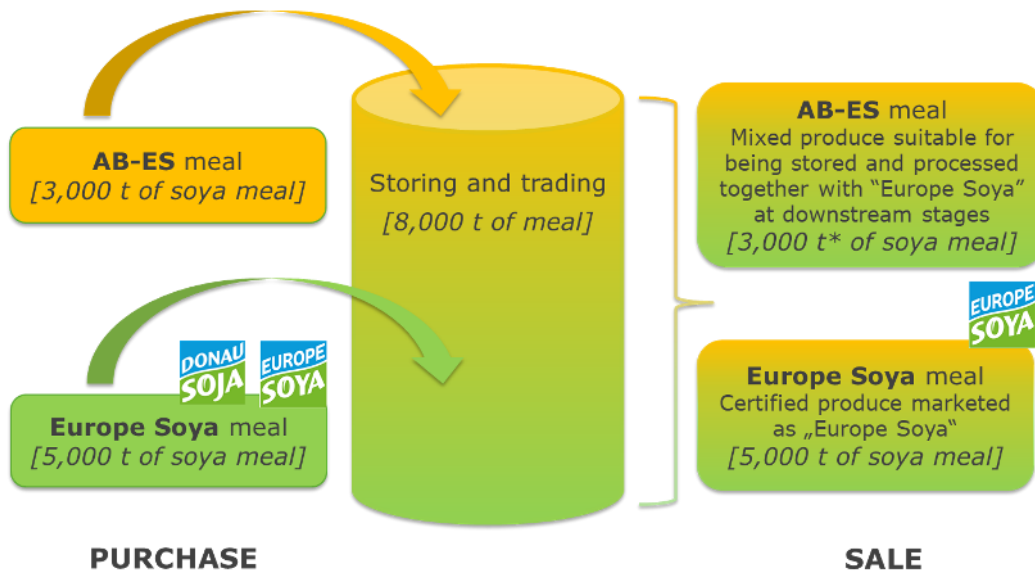 AB-ES meal
[3,000 t of soya meal]
DONAU
SOJA
EUROPE
SOYA
Europe Soya meal
[5,000 t of soya meal]
PURCHASE
Storing and trading
[8,000 t of meal]
AB-ES meal
Mixed produce suitable for
being stored and processed
together with “Europe Soya”
at downstream stages
[3,000 t* of soya meal]
EUROPE
SOYA
Europe Soya meal
Certified produce marketed
as „Europe Soya“
[5,000 t of soya meal]
SALE